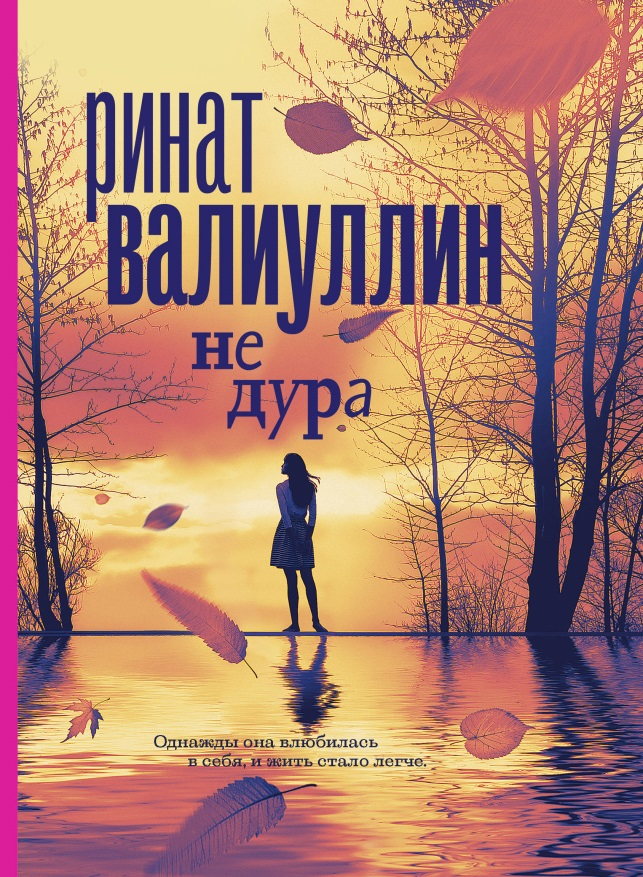 Ринат
Валиуллин
не
дура
Однажды она влюбилась
в себя, и жить стало легче.